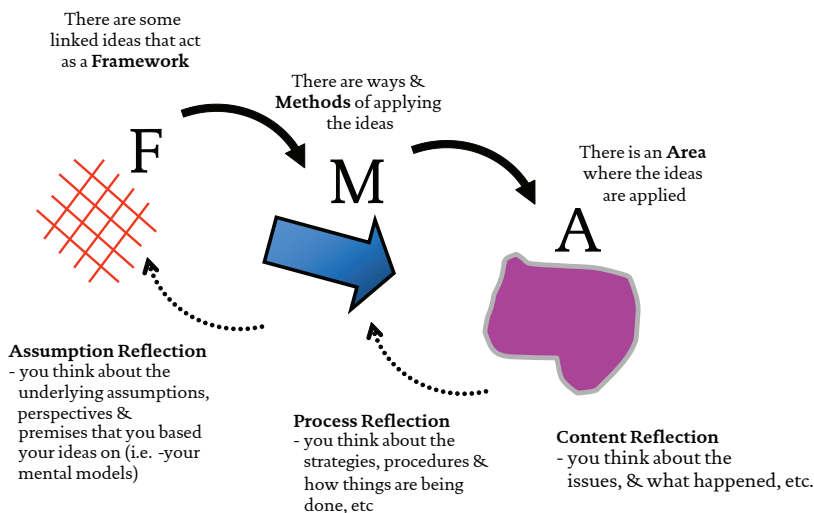 There are some
linked ideas that act
as a Framework
F
There are ways &
Methods of applying
the ideas
M
There is an Area
where the ideas
are applied
A
Assumption Reflection
- you think about the
underlying assumptions,
perspectives &
premises that you based
your ideas on (i.e. -your
mental models)
Process Reflection
- you think about the
strategies, procedures &
how things are being
done, etc
Content Reflection
- you think about the
issues, & what happened, etc.